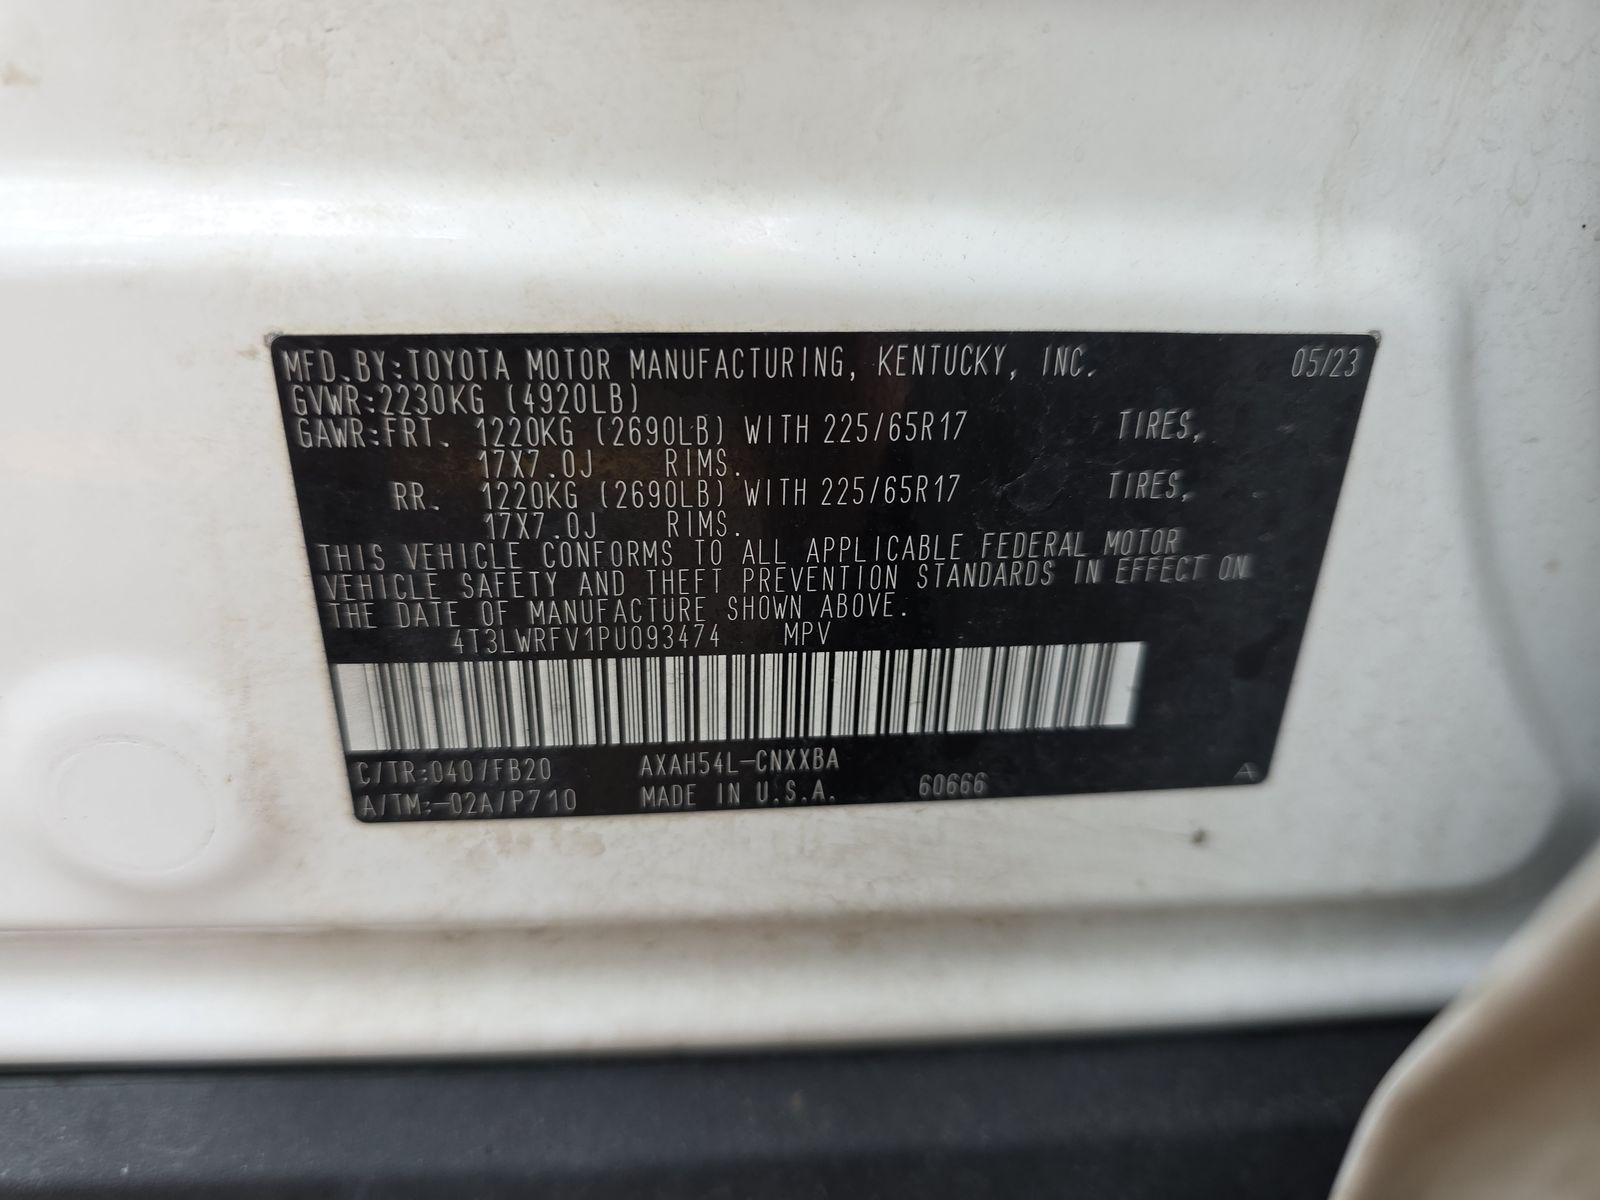 MFD. BY: TOYOTA MOTOR MANUFACTURING, KENTUCKY, INC. 05/23
GVWR: 2230KG (4920LB)
GAWR: FRT. 1220KG (2690LB) WITH 225/65R17 TIRES,
17X7.0J RIMS.
RR. 1220KG (2690LB) WITH 225/65R17 TIRES,
17X7.0J RIMS.
THIS VEHICLE CONFORMS TO ALL APPLICABLE FEDERAL MOTOR
VEHICLE SAFETY AND THEFT PREVENTION STANDARDS IN EFFECT ON
THE DATE OF MANUFACTURE SHOWN ABOVE.
4T3LWRFV1PU093474 MPV
C/TR: 040/FB20 AXAH54L-CNXXBA
A/TM: -02A/P710 MADE IN U.S.A. 60666 A